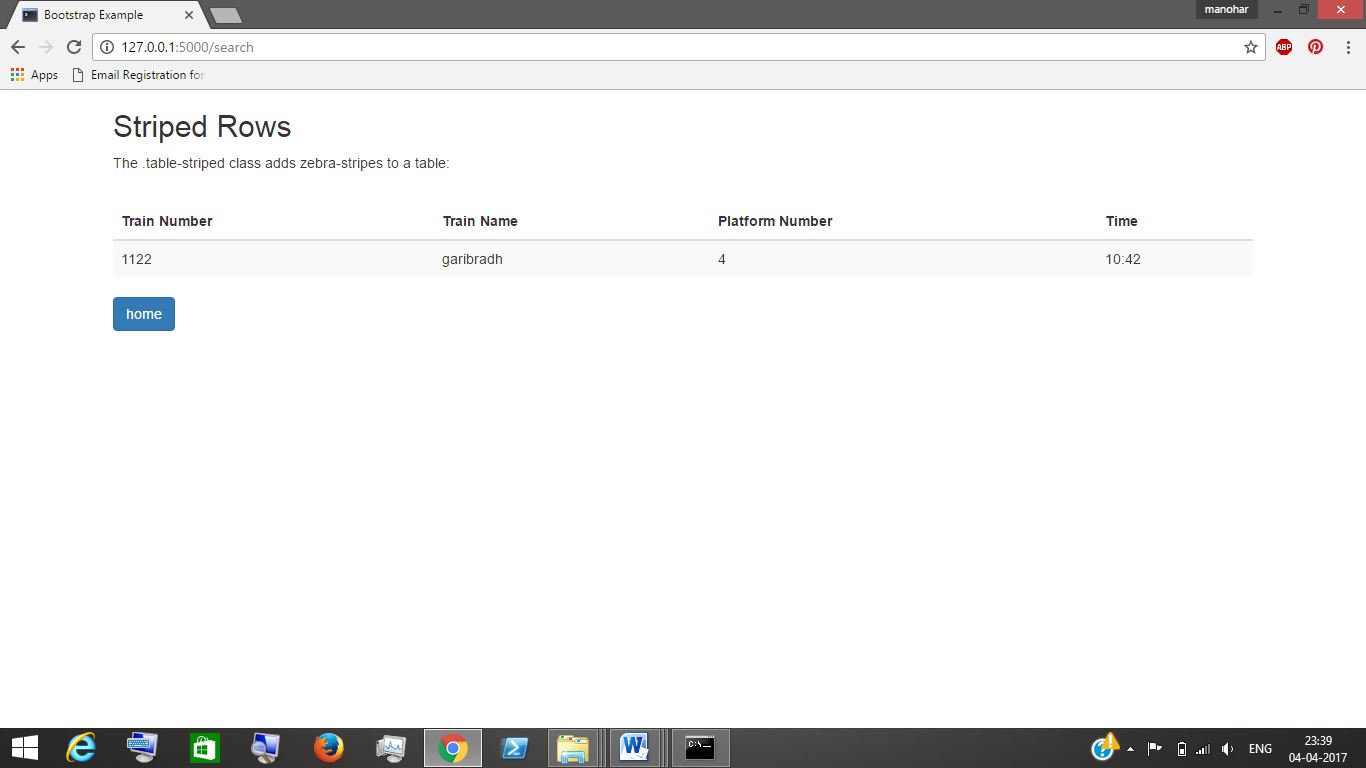 Bootstrap Example
manohar
127.0.0.1:5000/search
ABP
Apps
Email Registration for
Striped Rows
The .table-striped class adds zebra-stripes to a table:
Train Number Train Name Platform Number Time
1122 garibradh 4 10:42
home
C:\
ENG
23:39
04-04-2017